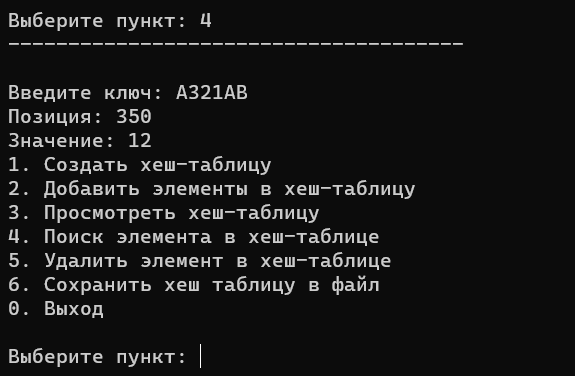 Выберите пункт: 4
--------------------------------------
Введите ключ: A321AB
Позиция: 350
Значение: 12
1. Создать хеш-таблицу
2. Добавить элементы в хеш-таблицу
3. Просмотреть хеш-таблицу
4. Поиск элемента в хеш-таблице
5. Удалить элемент в хеш-таблице
6. Сохранить хеш таблицу в файл
0. Выход
Выберите пункт: